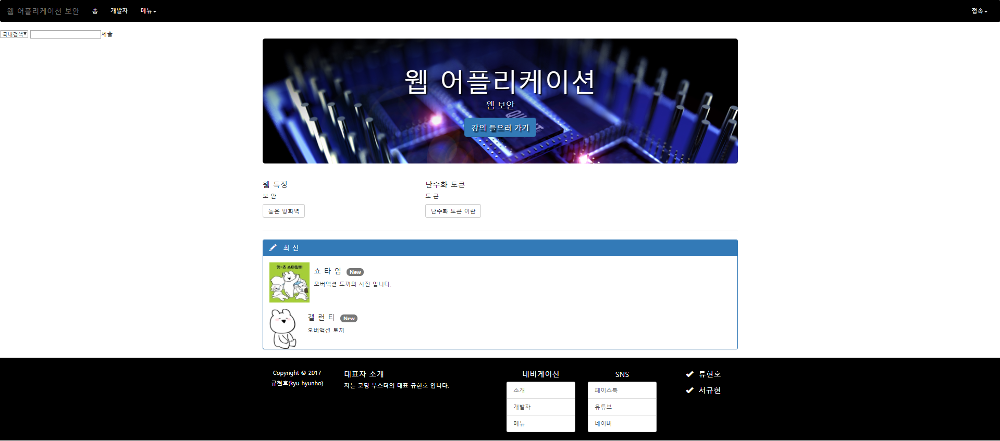 웹 어플리케이션 보안 홈 개발자 메뉴 접속
국내검색 제출
웹 어플리케이션
웹 보안
강의 들으러 가기
웹 특징
보 안
높은 방화벽
난수화 토큰
토 큰
난수화 토큰 이란
최 신
잇-츠 쇼타임!!!
쇼 타 임 New
오버액션 토끼의 사진 입니다.
갤 런 티 New
오버액션 토끼
Copyright © 2017
규현호(kyu hyunho)
대표자 소개
저는 코딩 부스터의 대표 규현호 입니다.
네비게이션
소개
개발자
메뉴
SNS
페이스북
유튜브
네이버
류현호
서규현